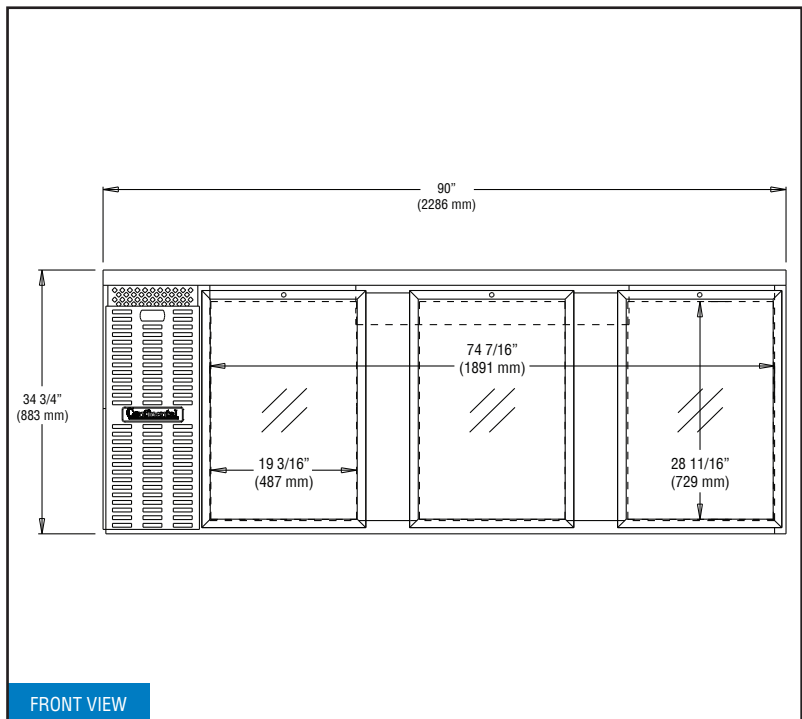 90”
(2286 mm)
34 3/4”
(883 mm)
74 7/16”
(1891 mm)
Continental
19 3/16”
(487 mm)
28 11/16”
(729 mm)
FRONT VIEW